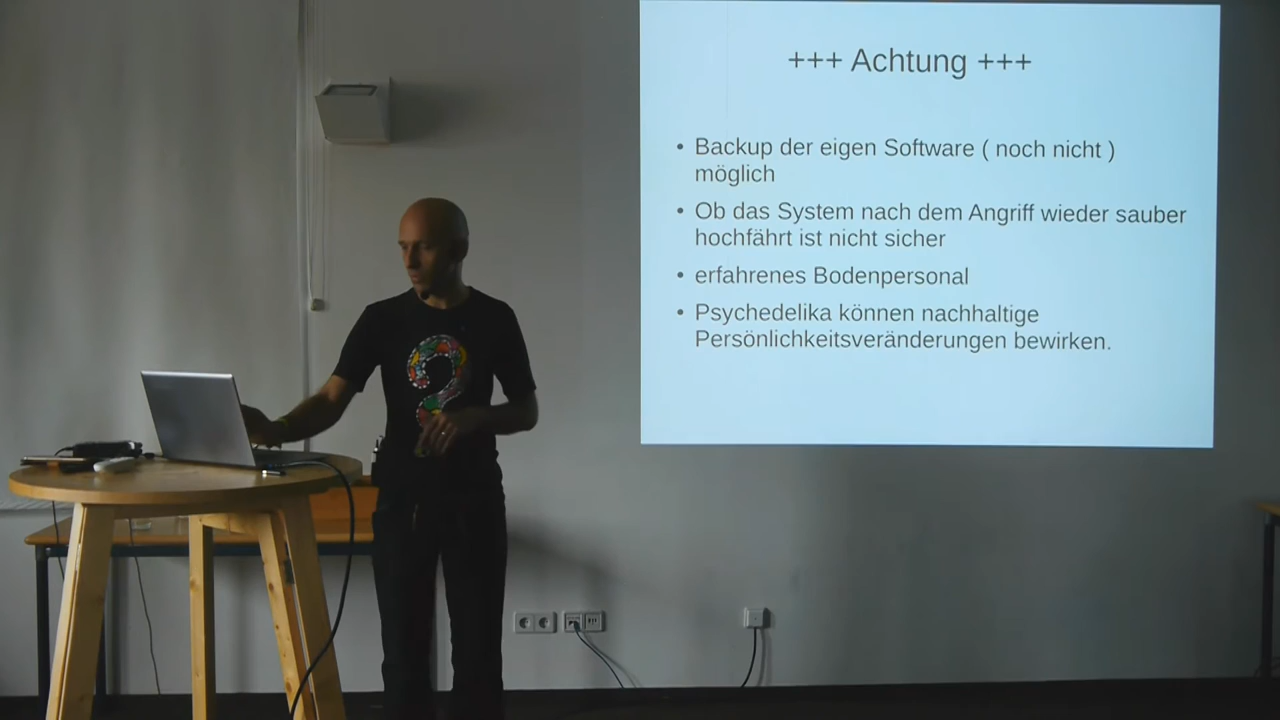 +++ Achtung +++
• Backup der eigen Software ( noch nicht )
möglich
• Ob das System nach dem Angriff wieder sauber
hochfährt ist nicht sicher
• erfahrenes Bodenpersonal
• Psychedelika können nachhaltige
Persönlichkeitsveränderungen bewirken.